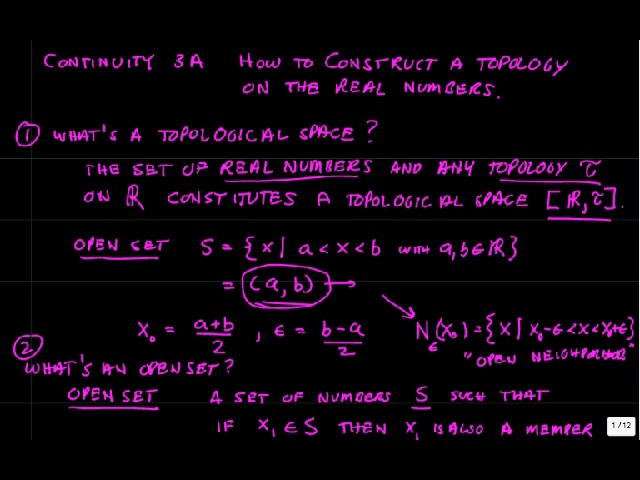 CONTINUITY 3A HOW TO CONSTRUCT A TOPOLOGY
ON THE REAL NUMBERS.
① WHAT'S A TOPOLOGICAL SPACE?
THE SET OF REAL NUMBERS AND ANY TOPOLOGY τ
ON ℝ CONSTITUTES A TOPOLOGICAL SPACE [ℝ, τ].
OPEN SET S = {x | a < x < b WITH a, b ∈ ℝ}
= (a, b) →
x₀ = (a+b)/2 , ε = (b-a)/2 N_ε(x₀) = {x | x₀-ε < x < x₀+ε}
"OPEN NEIGHBORHOOD"
② WHAT'S AN OPEN SET?
OPEN SET A SET OF NUMBERS S SUCH THAT
IF x₁ ∈ S THEN x₁ IS ALSO A MEMBER
1/12